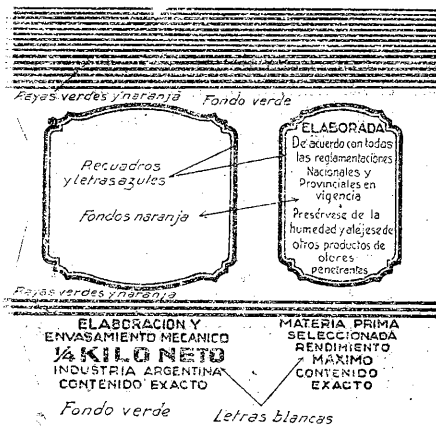 Rayas verdes y naranja
Fondo verde
Recuadros
y letras azules
Fondos naranja
ELABORADA
De acuerdo con todas
las reglamentaciones
Nacionales y
Provinciales en
vigencia
Presérvese de la
humedad y alejese de
otros productos de
olores
penetrantes
Rayas verdes y naranja
ELABORACION Y
ENVASAMIENTO MECANICO
1/4 KILO NETO
INDUSTRIA ARGENTINA
CONTENIDO EXACTO
MATERIA PRIMA
SELECCIONADA
RENDIMIENTO
MAXIMO
CONTENIDO
EXACTO
Fondo verde
Letras blancas